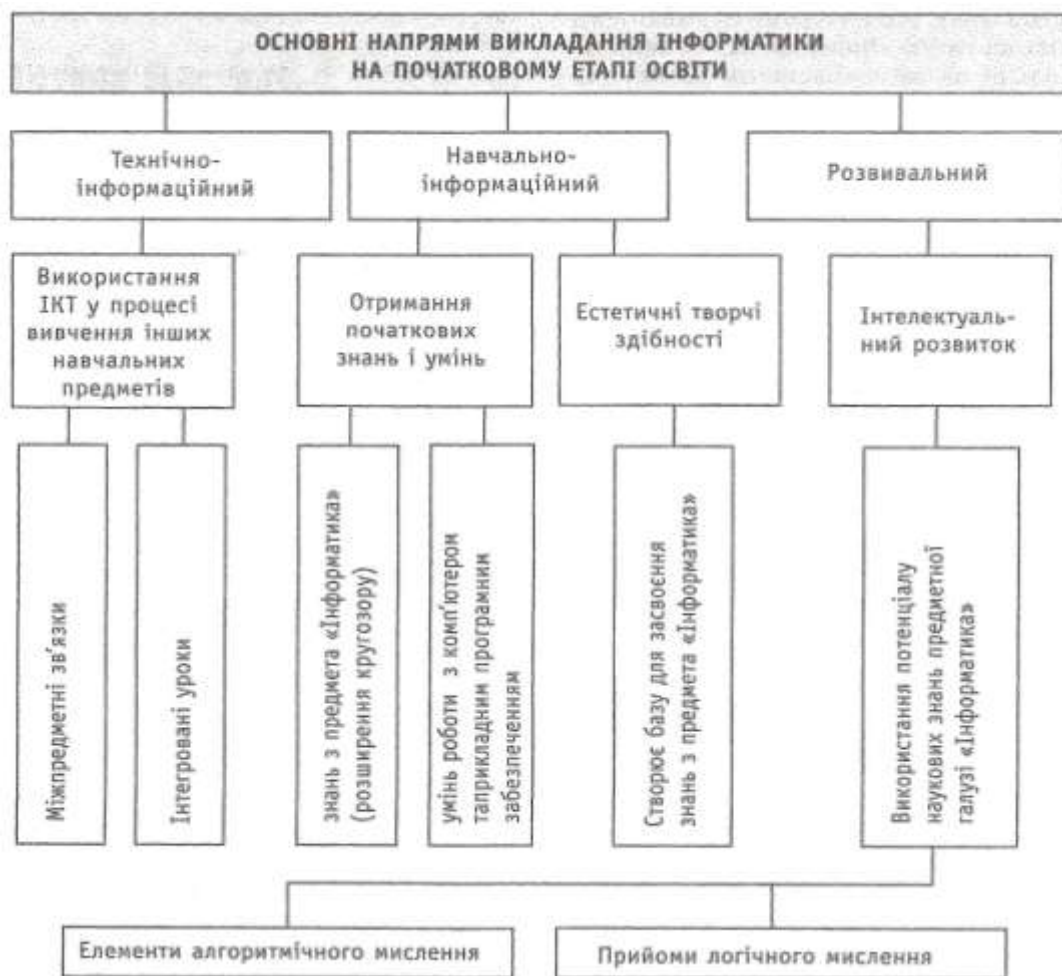 ОСНОВНІ НАПРЯМИ ВИКЛАДАННЯ ІНФОРМАТИКИ
НА ПОЧАТКОВОМУ ЕТАПІ ОСВІТИ
Технічно-
інформаційний
Навчально-
інформаційний
Розвивальний
Використання
ІКТ у процесі
вивчення інших
навчальних
предметів
Отримання
початкових
знань і умінь
Естетичні творчі
здібності
Інтелектуаль-
ний розвиток
Міжпредметні зв'язки
Інтегровані уроки
знань з предмета «Інформатика»
(розширення кругозору)
умінь роботи з комп'ютером
таприкладним програмним
забезпеченням
Створює базу для засвоєння
знань з предмета «Інформатика»
Використання потенціалу
наукових знань предметної
галузі «Інформатика»
Елементи алгоритмічного мислення
Прийоми логічного мислення